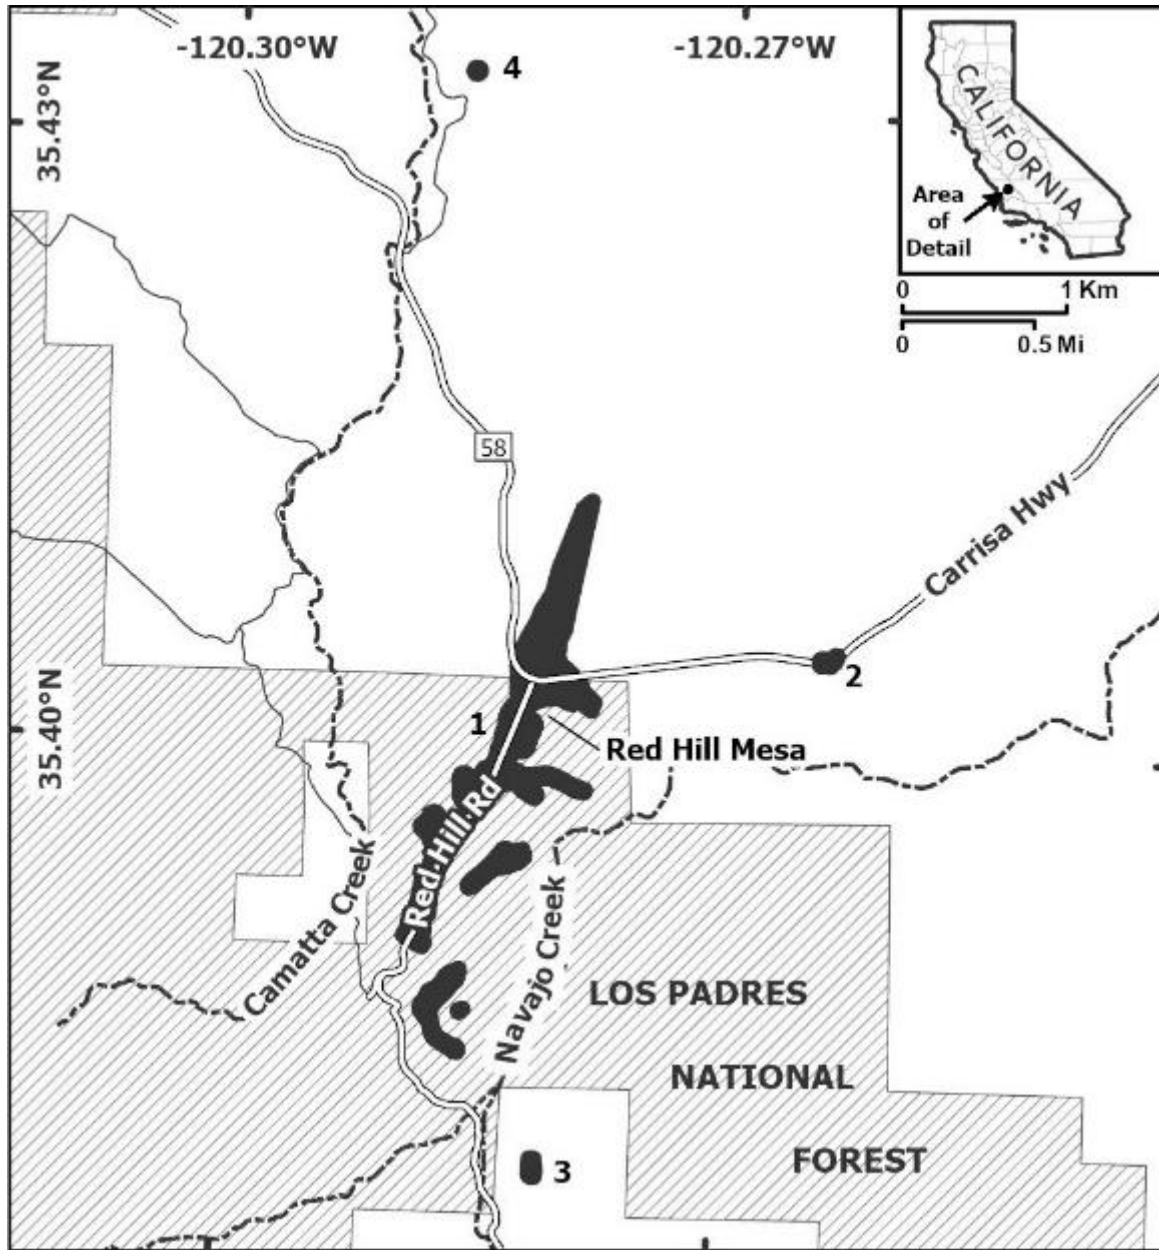 -120.30°W
-120.27°W
4
35.43°N
CALIFORNIA
Area
of
Detail
0 1 Km
0 0.5 Mi
58
Carrisa Hwy
2
35.40°N
1
Red Hill Mesa
Red Hill Rd
Camatta Creek
Navajo Creek
LOS PADRES
NATIONAL
FOREST
3